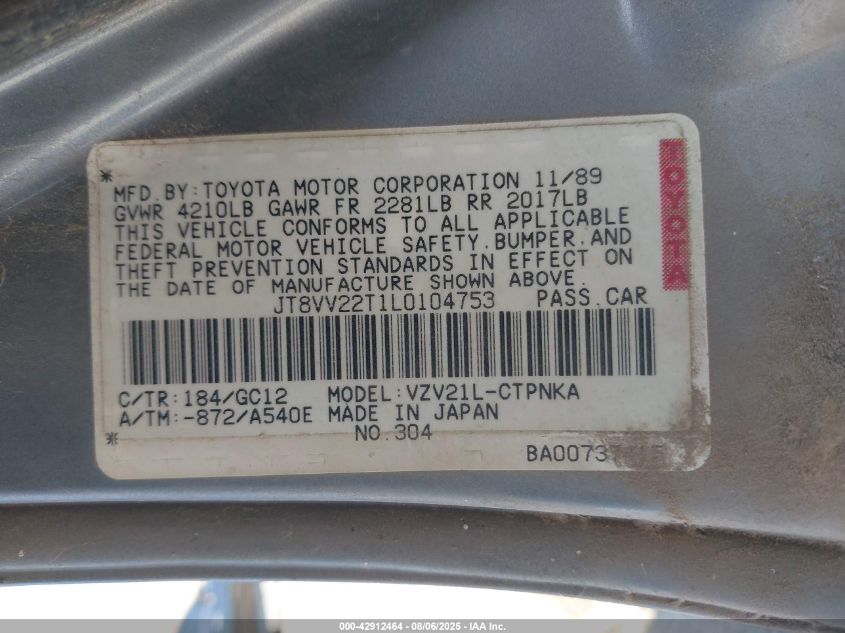 MFD. BY: TOYOTA MOTOR CORPORATION 11/89
GVWR 4210LB GAWR FR 2281LB RR 2017LB
THIS VEHICLE CONFORMS TO ALL APPLICABLE
FEDERAL MOTOR VEHICLE SAFETY, BUMPER, AND
THEFT PREVENTION STANDARDS IN EFFECT ON
THE DATE OF MANUFACTURE SHOWN ABOVE.
JT8VV22T1L0104753 PASS. CAR
TOYOTA
C/TR: 184/GC12 MODEL: VZV21L-CTPNKA
A/TM: -872/A540E MADE IN JAPAN
NO. 304
000-42912464 - 08/06/2025 - IAA Inc.